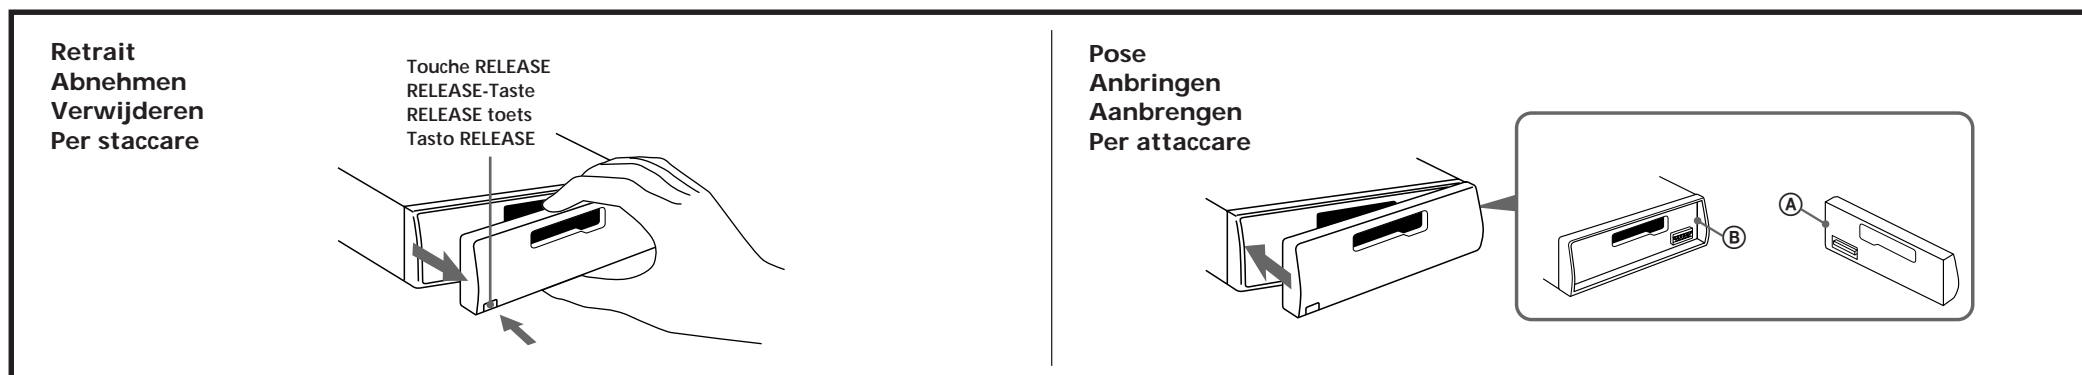 Retrait
Abnehmen
Verwijderen
Per staccare
Touche RELEASE
RELEASE-Taste
RELEASE toets
Tasto RELEASE
Pose
Anbringen
Aanbrengen
Per attaccare
A
B